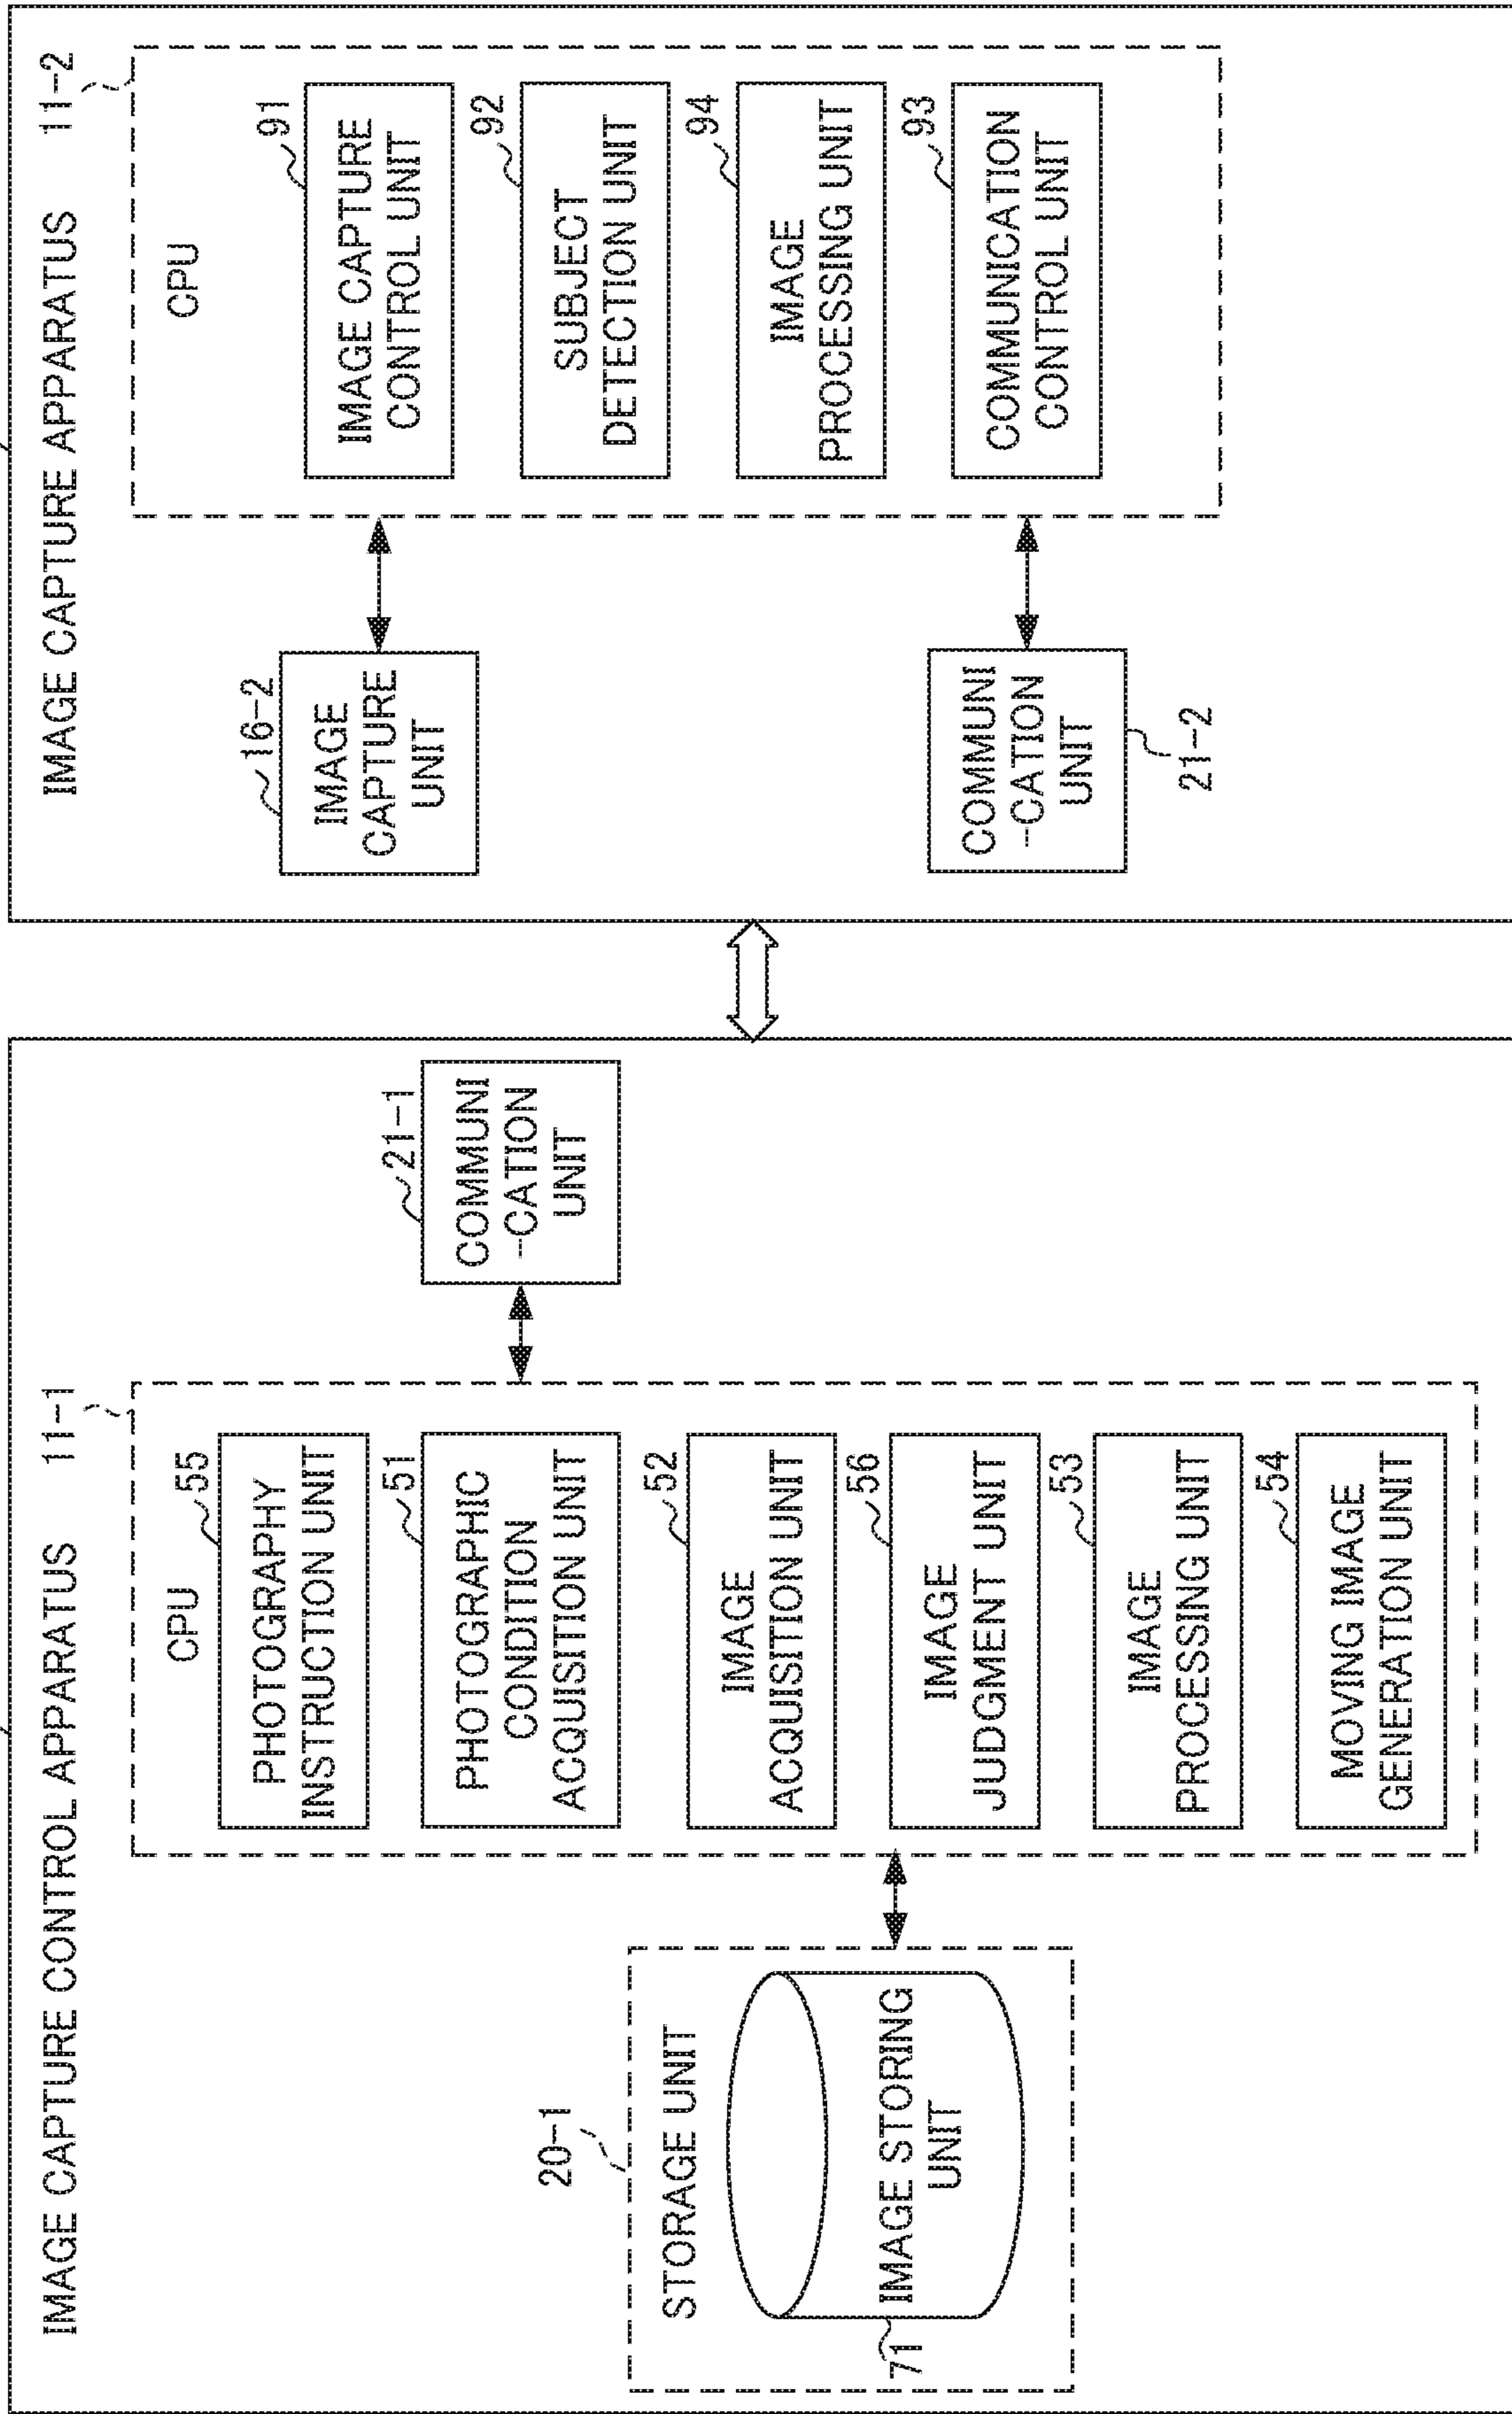 IMAGE CAPTURE CONTROL APPARATUS
11-1
CPU
55
PHOTOGRAPHY
INSTRUCTION UNIT
51
PHOTOGRAPHIC
CONDITION
ACQUISITION UNIT
52
IMAGE
ACQUISITION UNIT
56
IMAGE
JUDGMENT UNIT
53
IMAGE
PROCESSING UNIT
54
MOVING IMAGE
GENERATION UNIT
20-1
STORAGE UNIT
IMAGE STORING
UNIT
71
21-1
COMMUNI
-CATION
UNIT
IMAGE CAPTURE APPARATUS
11-2
CPU
91
IMAGE CAPTURE
CONTROL UNIT
92
SUBJECT
DETECTION UNIT
94
IMAGE
PROCESSING UNIT
93
COMMUNICATION
CONTROL UNIT
16-2
IMAGE
CAPTURE
UNIT
COMMUNI
-CATION
UNIT
21-2